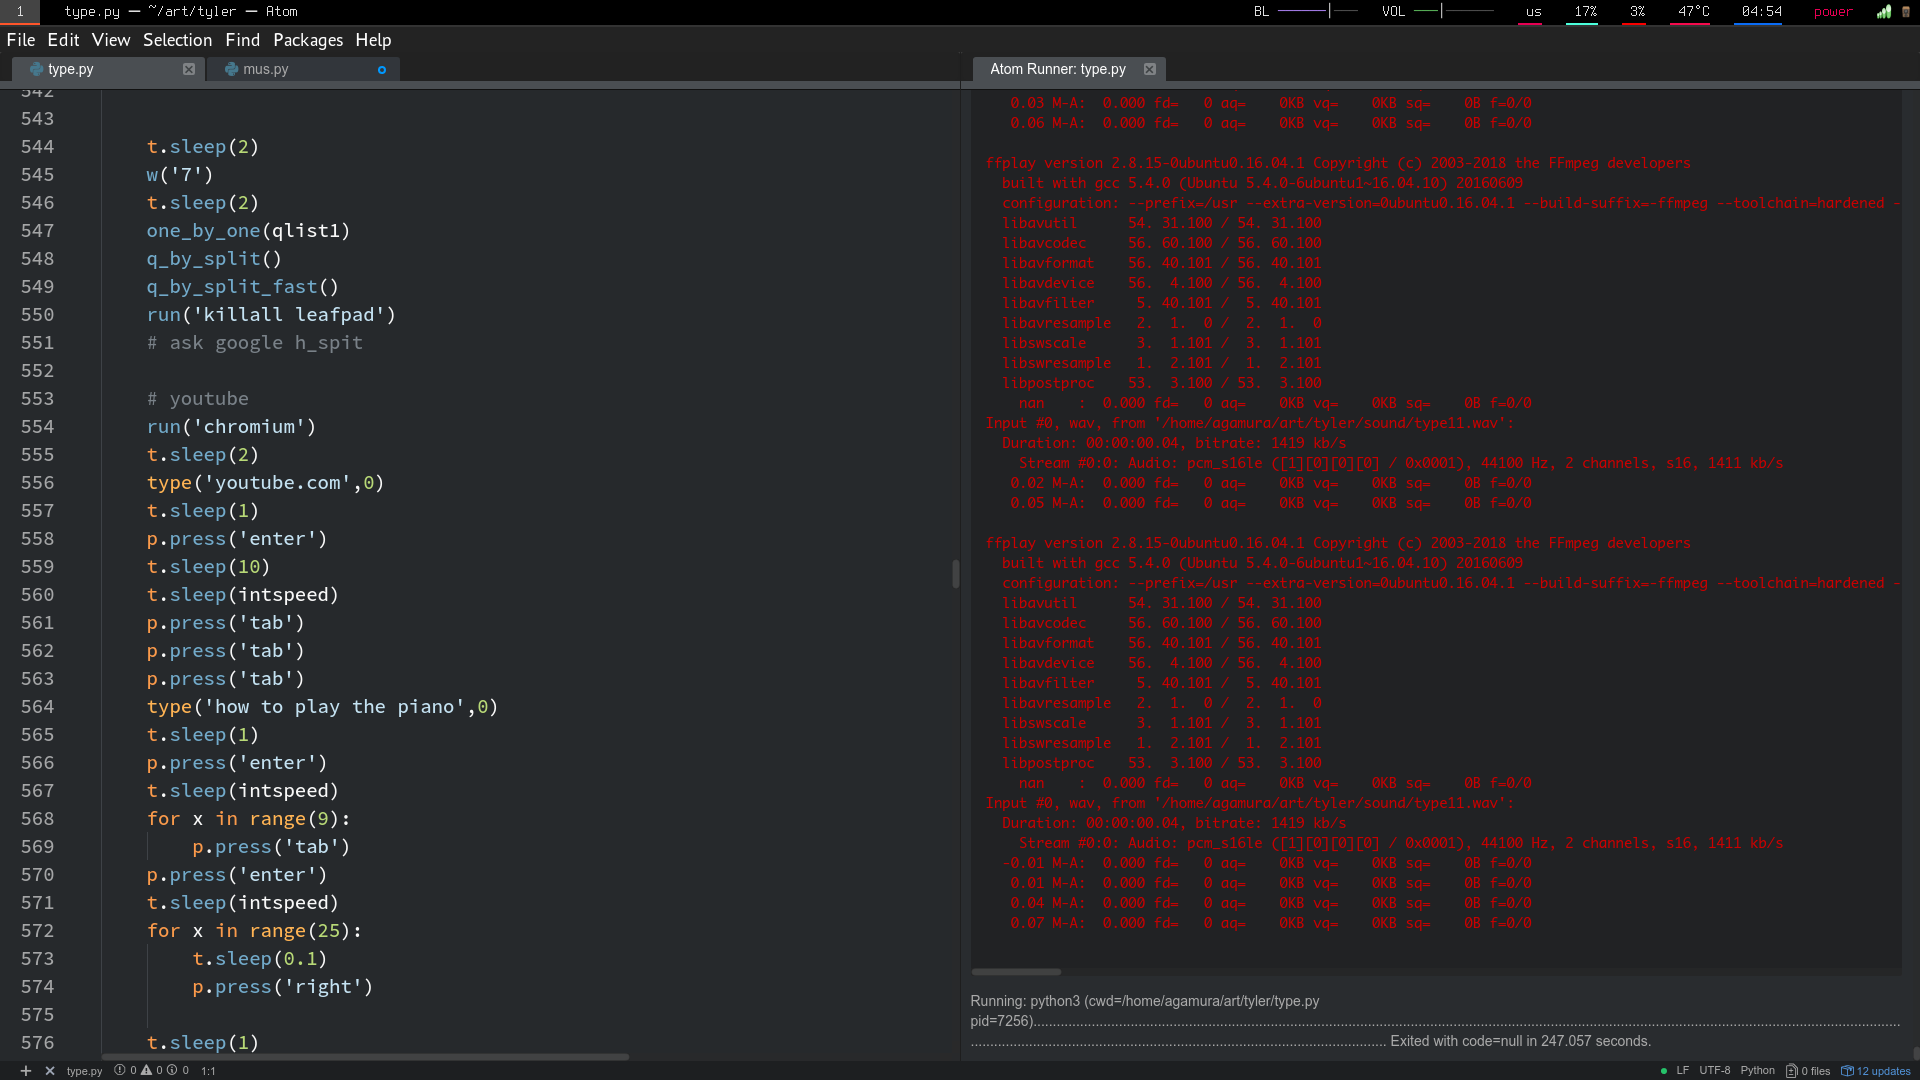 1 type.py — ~/art/tyler — Atom BL VOL us 17% 3% 47°C 04:54 power
File Edit View Selection Find Packages Help
type.py mus.py
542
543
544 t.sleep(2)
545 w('7')
546 t.sleep(2)
547 one_by_one(qlist1)
548 q_by_split()
549 q_by_split_fast()
550 run('killall leafpad')
551 # ask google h_spit
552
553 # youtube
554 run('chromium')
555 t.sleep(2)
556 type('youtube.com',0)
557 t.sleep(1)
558 p.press('enter')
559 t.sleep(10)
560 t.sleep(intspeed)
561 p.press('tab')
562 p.press('tab')
563 p.press('tab')
564 type('how to play the piano',0)
565 t.sleep(1)
566 p.press('enter')
567 t.sleep(intspeed)
568 for x in range(9):
569 p.press('tab')
570 p.press('enter')
571 t.sleep(intspeed)
572 for x in range(25):
573 t.sleep(0.1)
574 p.press('right')
575
576 t.sleep(1)
Atom Runner: type.py
0.03 M-A: 0.000 fd= 0 aq= 0KB vq= 0KB sq= 0B f=0/0
0.06 M-A: 0.000 fd= 0 aq= 0KB vq= 0KB sq= 0B f=0/0
ffplay version 2.8.15-0ubuntu0.16.04.1 Copyright (c) 2003-2018 the FFmpeg developers
built with gcc 5.4.0 (Ubuntu 5.4.0-6ubuntu1~16.04.10) 20160609
configuration: --prefix=/usr --extra-version=0ubuntu0.16.04.1 --build-suffix=-ffmpeg --toolchain=hardened -
libavutil 54. 31.100 / 54. 31.100
libavcodec 56. 60.100 / 56. 60.100
libavformat 56. 40.101 / 56. 40.101
libavdevice 56. 4.100 / 56. 4.100
libavfilter 5. 40.101 / 5. 40.101
libavresample 2. 1. 0 / 2. 1. 0
libswscale 3. 1.101 / 3. 1.101
libswresample 1. 2.101 / 1. 2.101
libpostproc 53. 3.100 / 53. 3.100
nan : 0.000 fd= 0 aq= 0KB vq= 0KB sq= 0B f=0/0
Input #0, wav, from '/home/agamura/art/tyler/sound/type11.wav':
Duration: 00:00:00.04, bitrate: 1419 kb/s
Stream #0:0: Audio: pcm_s16le ([1][0][0][0] / 0x0001), 44100 Hz, 2 channels, s16, 1411 kb/s
0.02 M-A: 0.000 fd= 0 aq= 0KB vq= 0KB sq= 0B f=0/0
0.05 M-A: 0.000 fd= 0 aq= 0KB vq= 0KB sq= 0B f=0/0
ffplay version 2.8.15-0ubuntu0.16.04.1 Copyright (c) 2003-2018 the FFmpeg developers
built with gcc 5.4.0 (Ubuntu 5.4.0-6ubuntu1~16.04.10) 20160609
configuration: --prefix=/usr --extra-version=0ubuntu0.16.04.1 --build-suffix=-ffmpeg --toolchain=hardened -
libavutil 54. 31.100 / 54. 31.100
libavcodec 56. 60.100 / 56. 60.100
libavformat 56. 40.101 / 56. 40.101
libavdevice 56. 4.100 / 56. 4.100
libavfilter 5. 40.101 / 5. 40.101
libavresample 2. 1. 0 / 2. 1. 0
libswscale 3. 1.101 / 3. 1.101
libswresample 1. 2.101 / 1. 2.101
libpostproc 53. 3.100 / 53. 3.100
nan : 0.000 fd= 0 aq= 0KB vq= 0KB sq= 0B f=0/0
Input #0, wav, from '/home/agamura/art/tyler/sound/type11.wav':
Duration: 00:00:00.04, bitrate: 1419 kb/s
Stream #0:0: Audio: pcm_s16le ([1][0][0][0] / 0x0001), 44100 Hz, 2 channels, s16, 1411 kb/s
-0.01 M-A: 0.000 fd= 0 aq= 0KB vq= 0KB sq= 0B f=0/0
0.01 M-A: 0.000 fd= 0 aq= 0KB vq= 0KB sq= 0B f=0/0
0.04 M-A: 0.000 fd= 0 aq= 0KB vq= 0KB sq= 0B f=0/0
0.07 M-A: 0.000 fd= 0 aq= 0KB vq= 0KB sq= 0B f=0/0
Running: python3 (cwd=/home/agamura/art/tyler/type.py
pid=7256)................................................................
................................ Exited with code=null in 247.057 seconds.
type.py 0 0 0 1:1 LF UTF-8 Python 0 files 12 updates